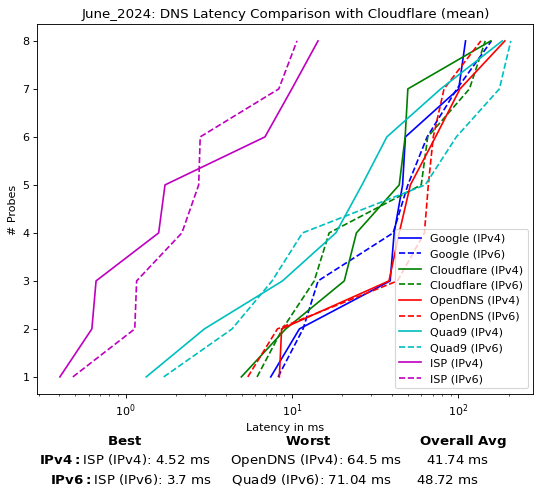 June_2024: DNS Latency Comparison with Cloudflare (mean)
8
7
6
5
4
3
2
1
# Probes
Google (IPv4)
Google (IPv6)
Cloudflare (IPv4)
Cloudflare (IPv6)
OpenDNS (IPv4)
OpenDNS (IPv6)
Quad9 (IPv4)
Quad9 (IPv6)
ISP (IPv4)
ISP (IPv6)
10⁰ 10¹ 10²
Latency in ms
Best Worst Overall Avg
IPv4: ISP (IPv4): 4.52 ms OpenDNS (IPv4): 64.5 ms 41.74 ms
IPv6: ISP (IPv6): 3.7 ms Quad9 (IPv6): 71.04 ms 48.72 ms